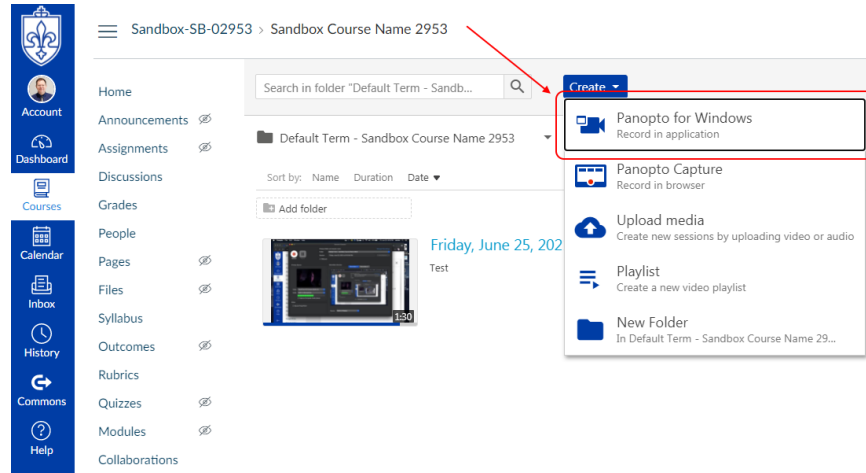 Sandbox-SB-02953 › Sandbox Course Name 2953
Account
Dashboard
Courses
Calendar
Inbox
History
Commons
Help
Home
Announcements
Assignments
Discussions
Grades
People
Pages
Files
Syllabus
Outcomes
Rubrics
Quizzes
Modules
Collaborations
Search in folder "Default Term - Sandb...
Create
Default Term - Sandbox Course Name 2953
Sort by: Name Duration Date ▼
Add folder
1:30
Friday, June 25, 202
Test
Panopto for Windows
Record in application
Panopto Capture
Record in browser
Upload media
Create new sessions by uploading video or audio
Playlist
Create a new video playlist
New Folder
In Default Term - Sandbox Course Name 29...